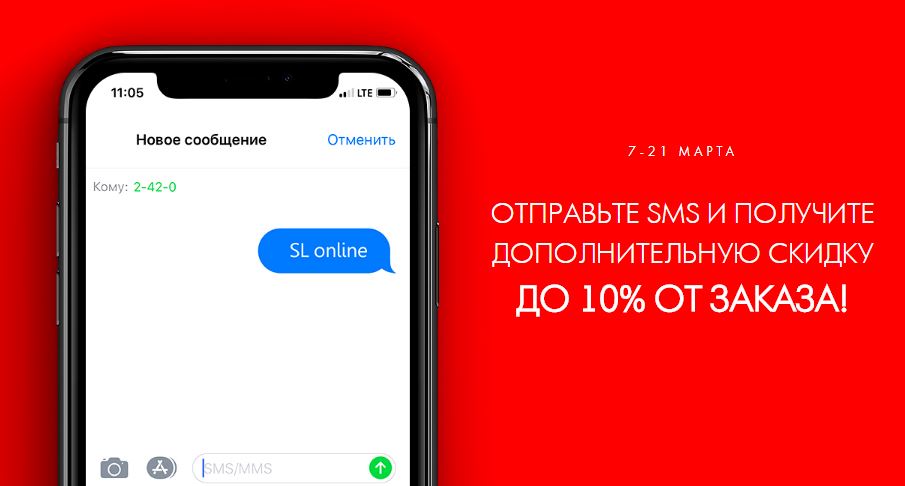 11:05
LTE
Новое сообщение
Отменить
Кому: 2-42-0
SL online
SMS/MMS
7-21 МАРТА
ОТПРАВЬТЕ SMS И ПОЛУЧИТЕ
ДОПОЛНИТЕЛЬНУЮ СКИДКУ
ДО 10% ОТ ЗАКАЗА!